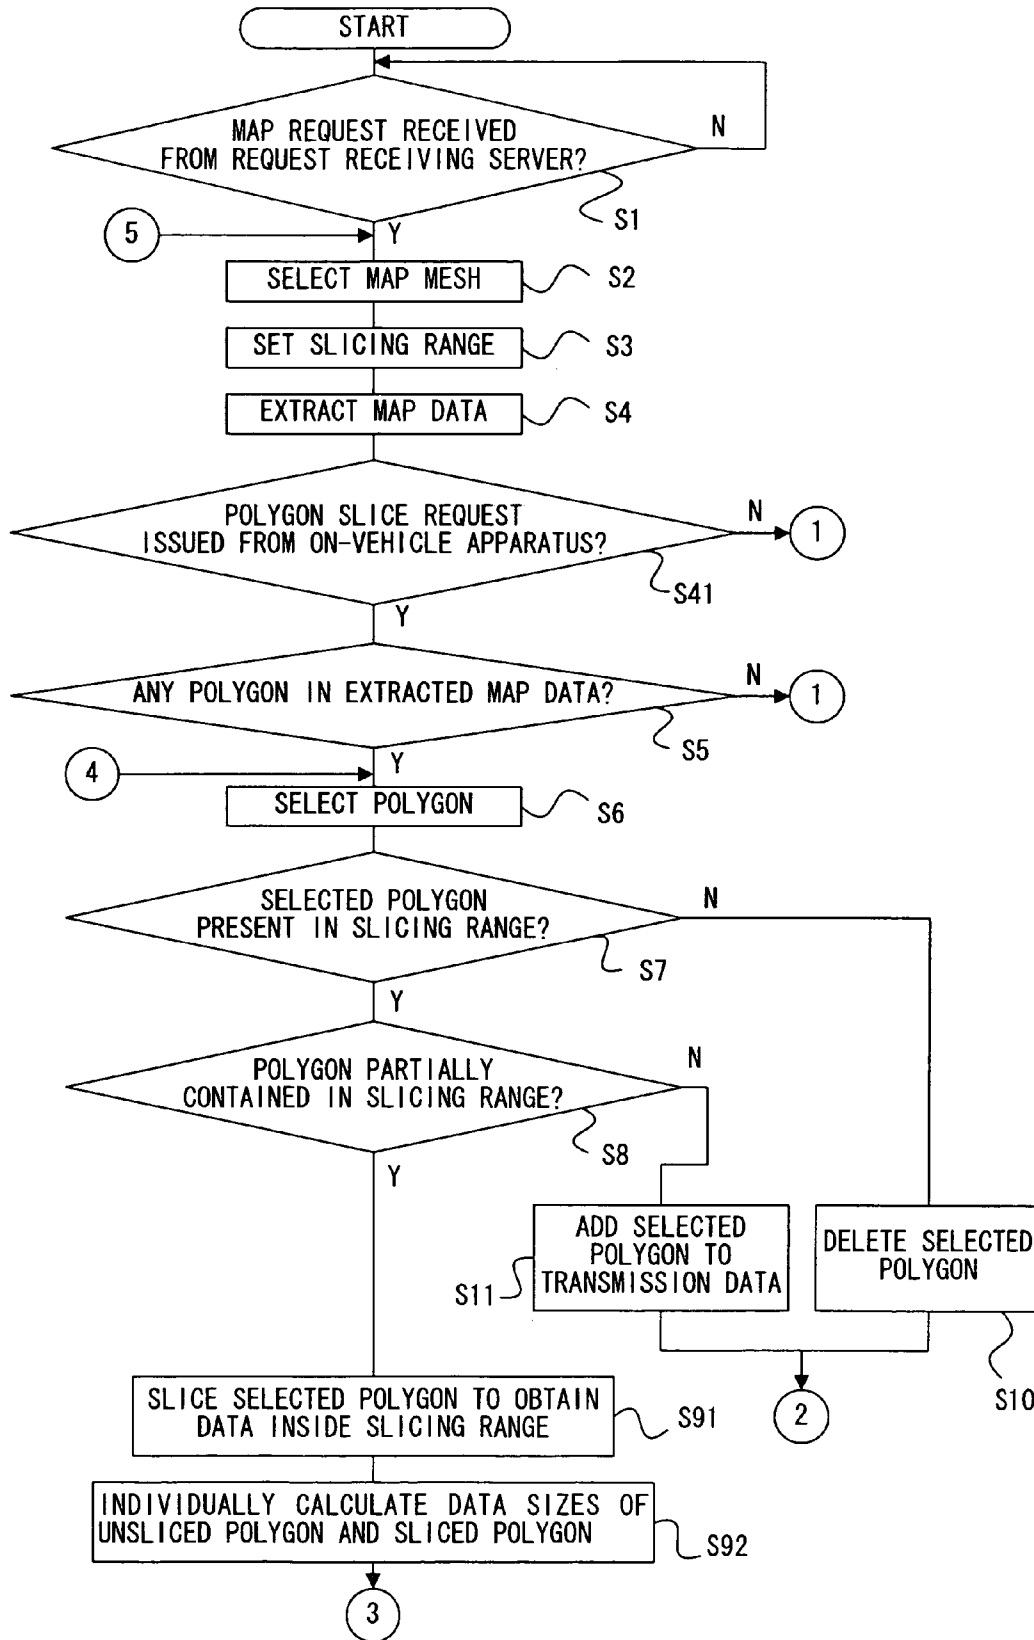 START
MAP REQUEST RECEIVED
FROM REQUEST RECEIVING SERVER?
N
S1
5
Y
SELECT MAP MESH
S2
SET SLICING RANGE
S3
EXTRACT MAP DATA
S4
POLYGON SLICE REQUEST
ISSUED FROM ON-VEHICLE APPARATUS?
N
1
S41
Y
ANY POLYGON IN EXTRACTED MAP DATA?
N
1
S5
4
Y
SELECT POLYGON
S6
SELECTED POLYGON
PRESENT IN SLICING RANGE?
N
S7
Y
POLYGON PARTIALLY
CONTAINED IN SLICING RANGE?
N
S8
Y
ADD SELECTED
POLYGON TO
TRANSMISSION DATA
S11
DELETE SELECTED
POLYGON
S10
2
SLICE SELECTED POLYGON TO OBTAIN
DATA INSIDE SLICING RANGE
S91
INDIVIDUALLY CALCULATE DATA SIZES OF
UNSLICED POLYGON AND SLICED POLYGON
S92
3